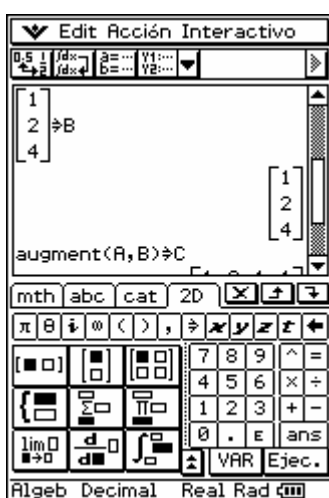 Edit Acción Interactivo
[1
2
4]⇒B
[1
2
4]
augment(A,B)⇒C
mth abc cat 2D
π θ i ∞ ( ) , ⇒ x y z t
7 8 9 ^ =
4 5 6 × ÷
1 2 3 + -
0 . E ans
VAR Ejec.
lim
Algeb Decimal Real Rad